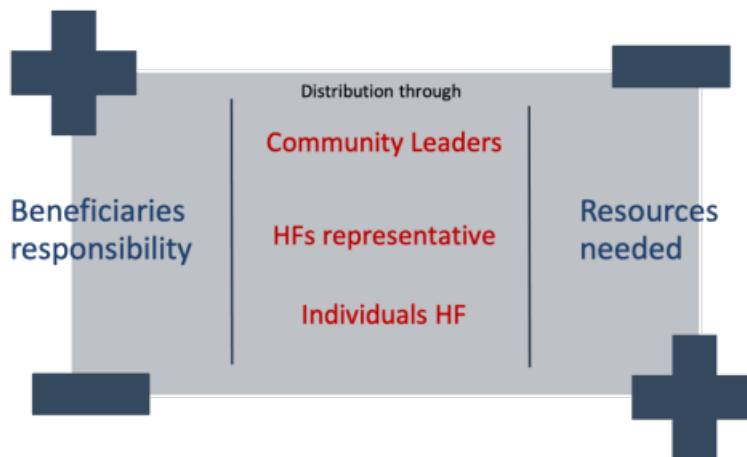 Distribution through
Community Leaders
Beneficiaries
responsibility
HFs representative
Individuals HF
Resources
needed